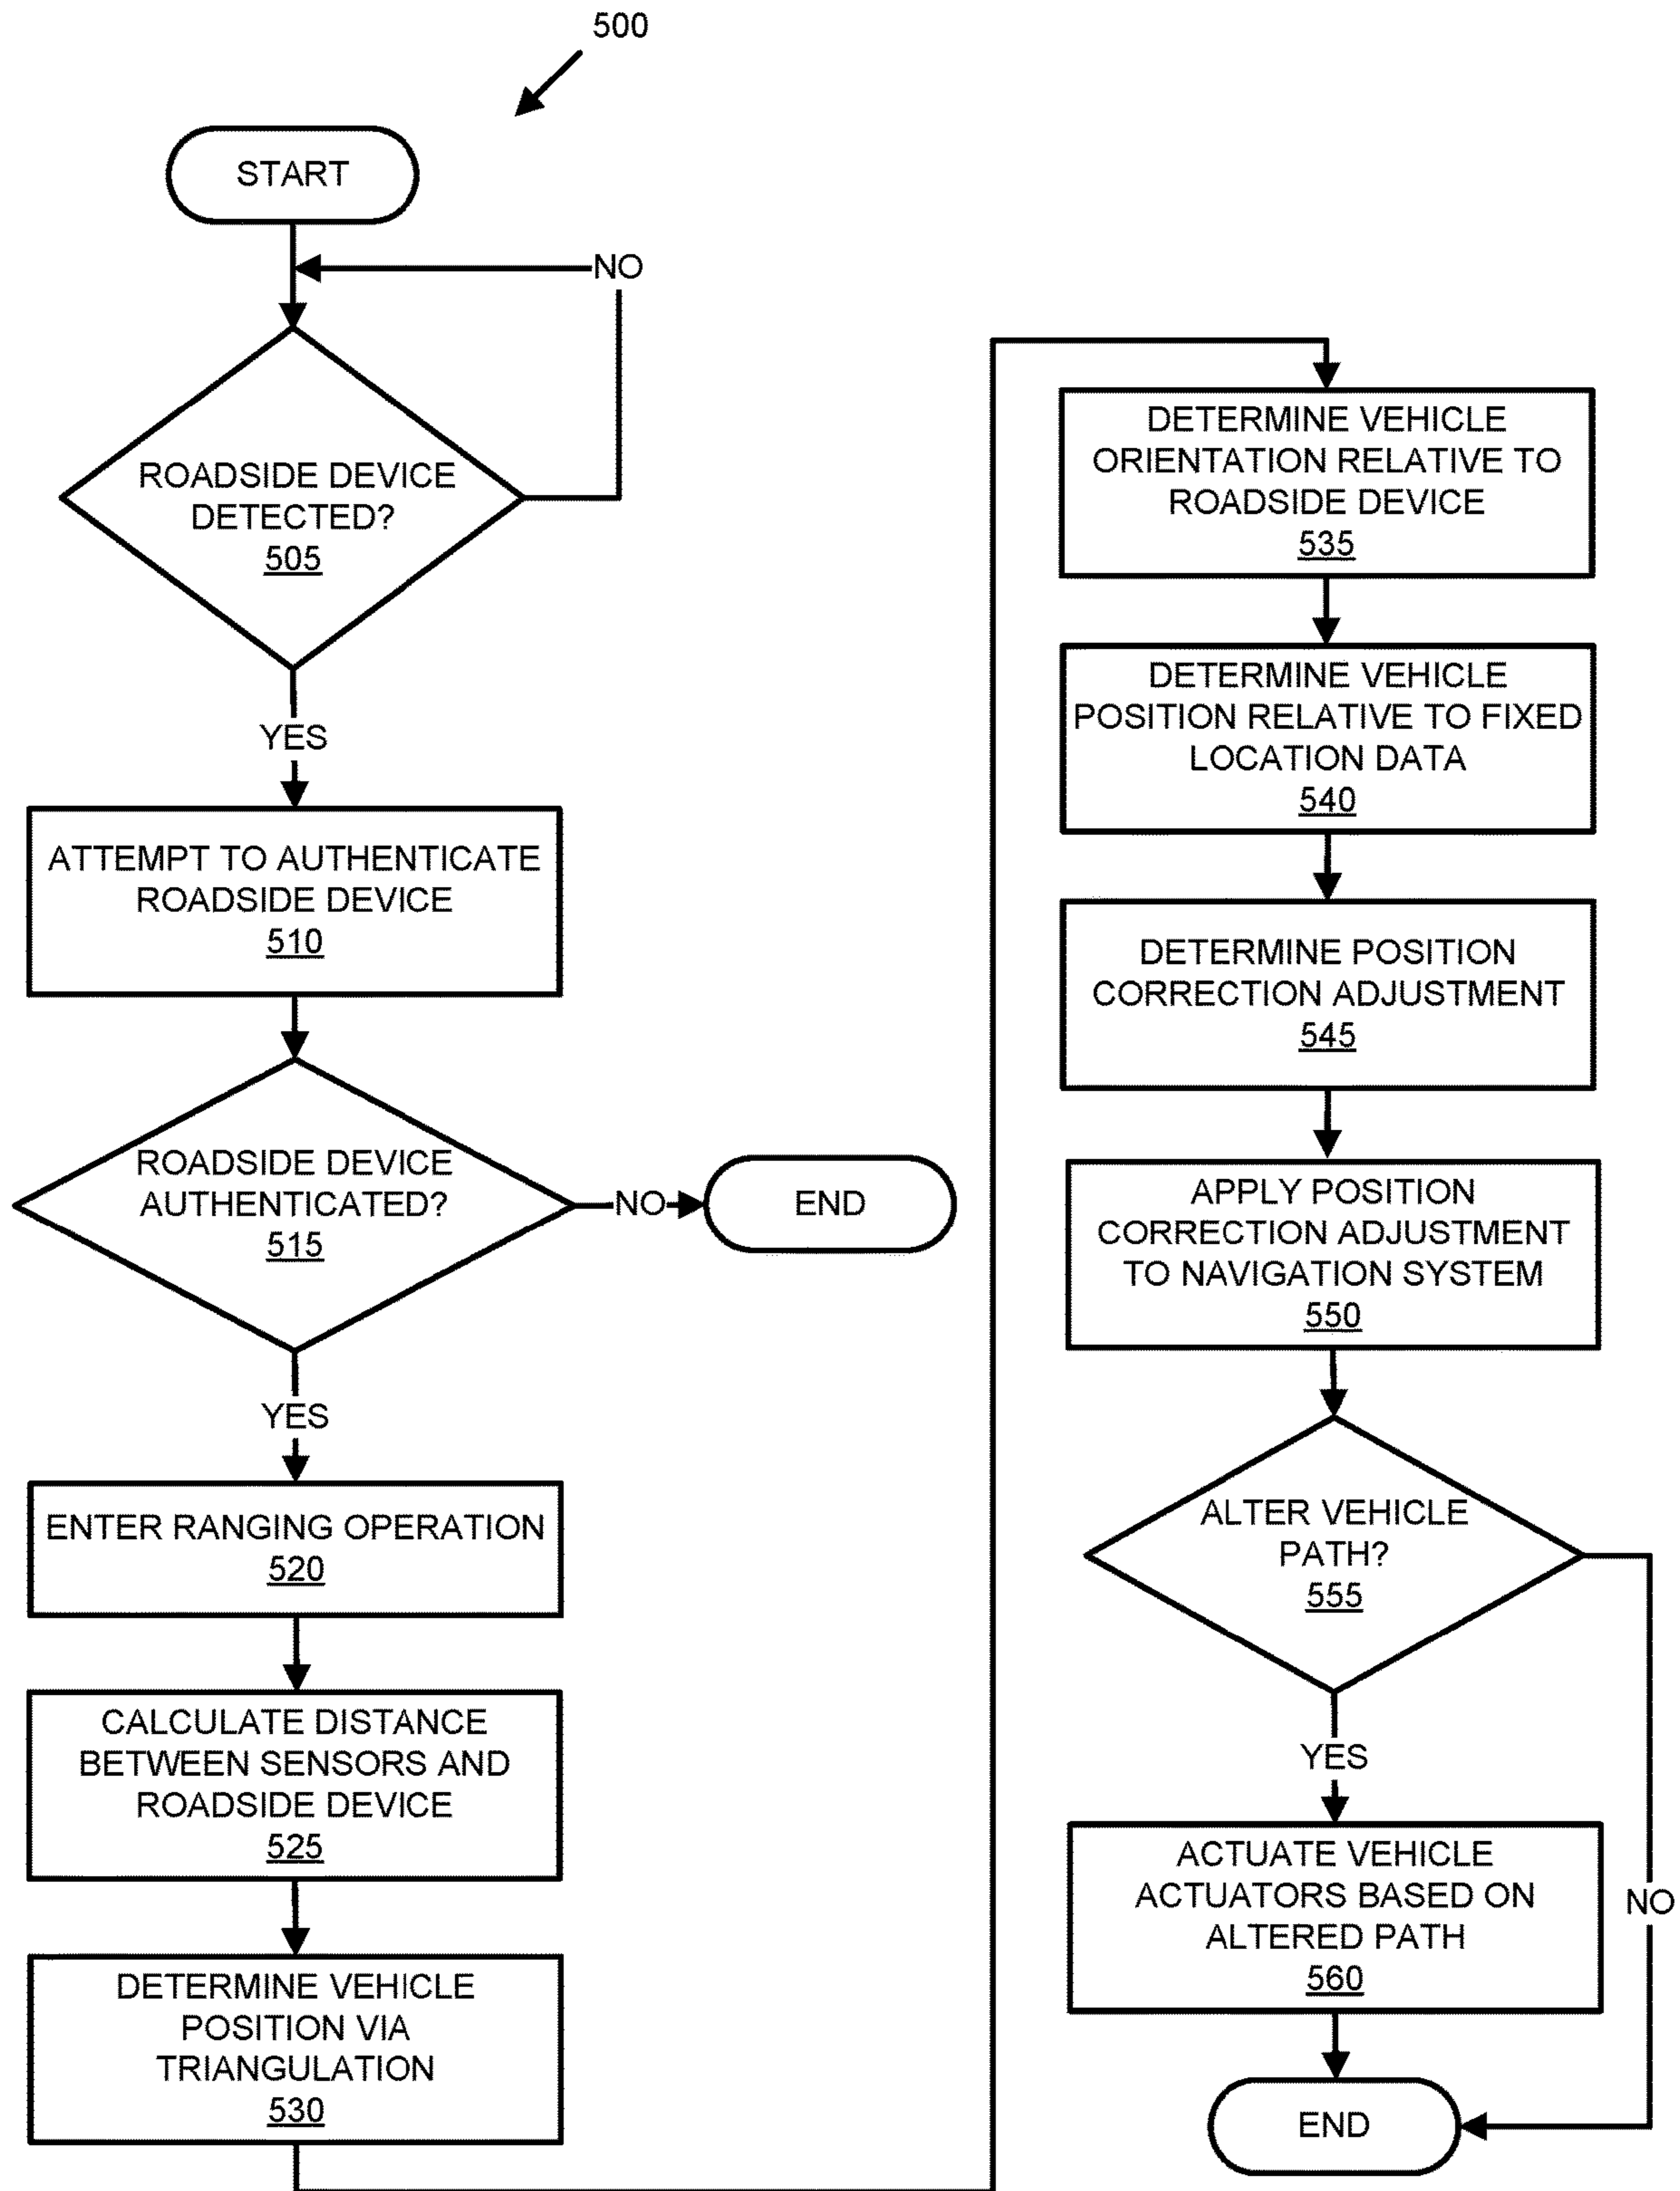 500
START
NO
ROADSIDE DEVICE
DETECTED?
505
YES
ATTEMPT TO AUTHENTICATE
ROADSIDE DEVICE
510
ROADSIDE DEVICE
AUTHENTICATED?
515
NO
END
YES
ENTER RANGING OPERATION
520
CALCULATE DISTANCE
BETWEEN SENSORS AND
ROADSIDE DEVICE
525
DETERMINE VEHICLE
POSITION VIA
TRIANGULATION
530
DETERMINE VEHICLE
ORIENTATION RELATIVE TO
ROADSIDE DEVICE
535
DETERMINE VEHICLE
POSITION RELATIVE TO FIXED
LOCATION DATA
540
DETERMINE POSITION
CORRECTION ADJUSTMENT
545
APPLY POSITION
CORRECTION ADJUSTMENT
TO NAVIGATION SYSTEM
550
ALTER VEHICLE
PATH?
555
YES
ACTUATE VEHICLE
ACTUATORS BASED ON
ALTERED PATH
560
NO
END